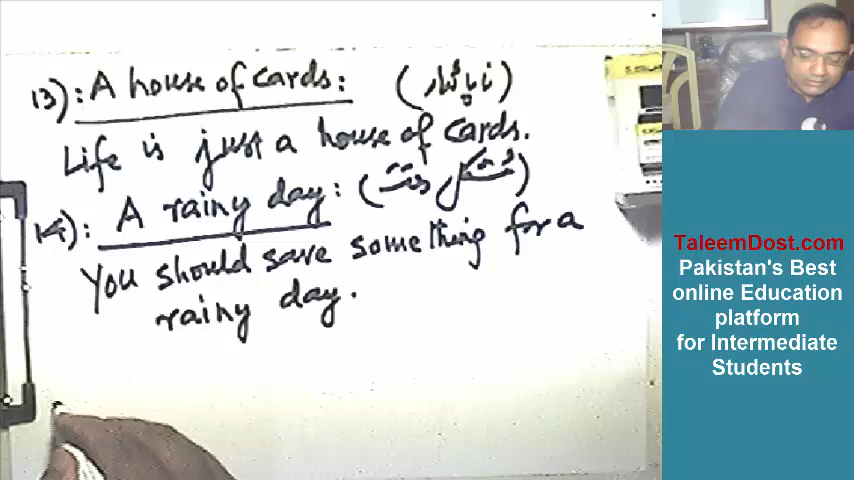 13): A house of cards: (ناپائیدار)
Life is just a house of cards.
14): A rainy day: (مشکل وقت)
You should save something for a
rainy day.
TaleemDost.com
Pakistan's Best
online Education
platform
for Intermediate
Students